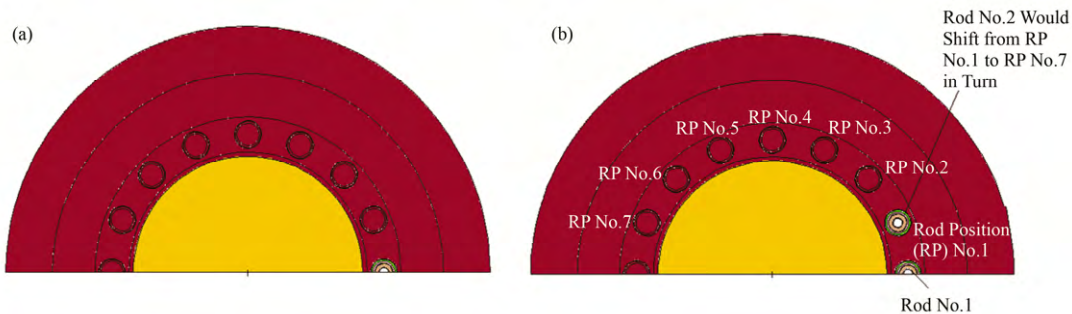 (a)
(b)
Rod No.2 Would
Shift from RP
No.1 to RP No.7
in Turn
RP No.4
RP No.5
RP No.3
RP No.6
RP No.2
RP No.7
Rod Position
(RP) No.1
Rod No.1